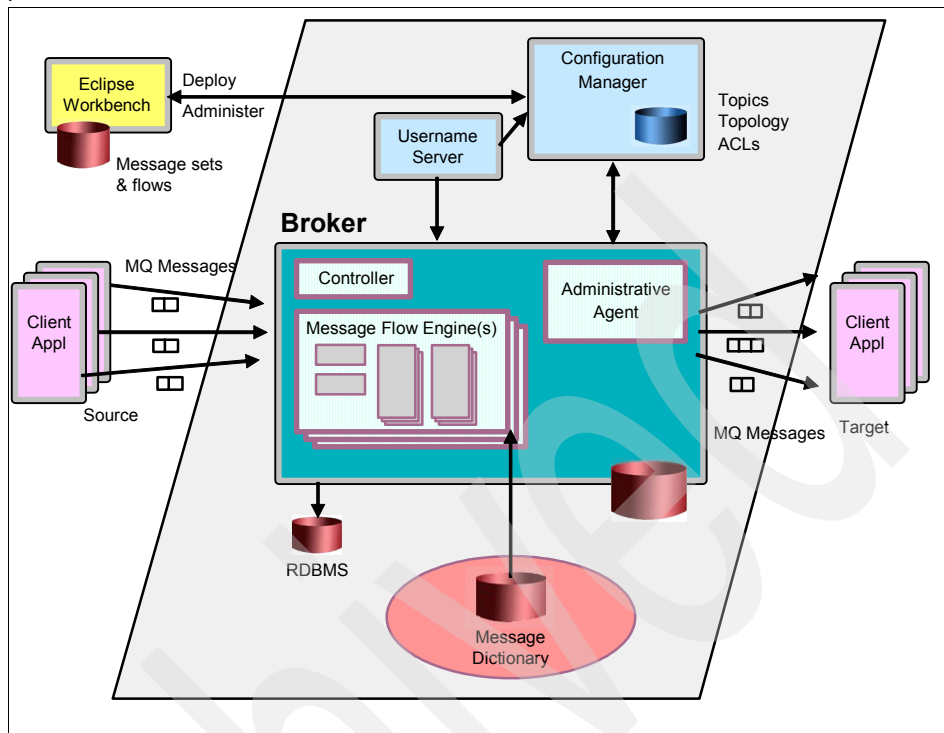 Eclipse
Workbench
Deploy
Administer
Message sets
& flows
Configuration
Manager
Topics
Topology
ACLs
Username
Server
Broker
Controller
Administrative
Agent
Message Flow Engine(s)
MQ Messages
Client
Appl
Source
Client
Appl
MQ Messages
Target
RDBMS
Message
Dictionary